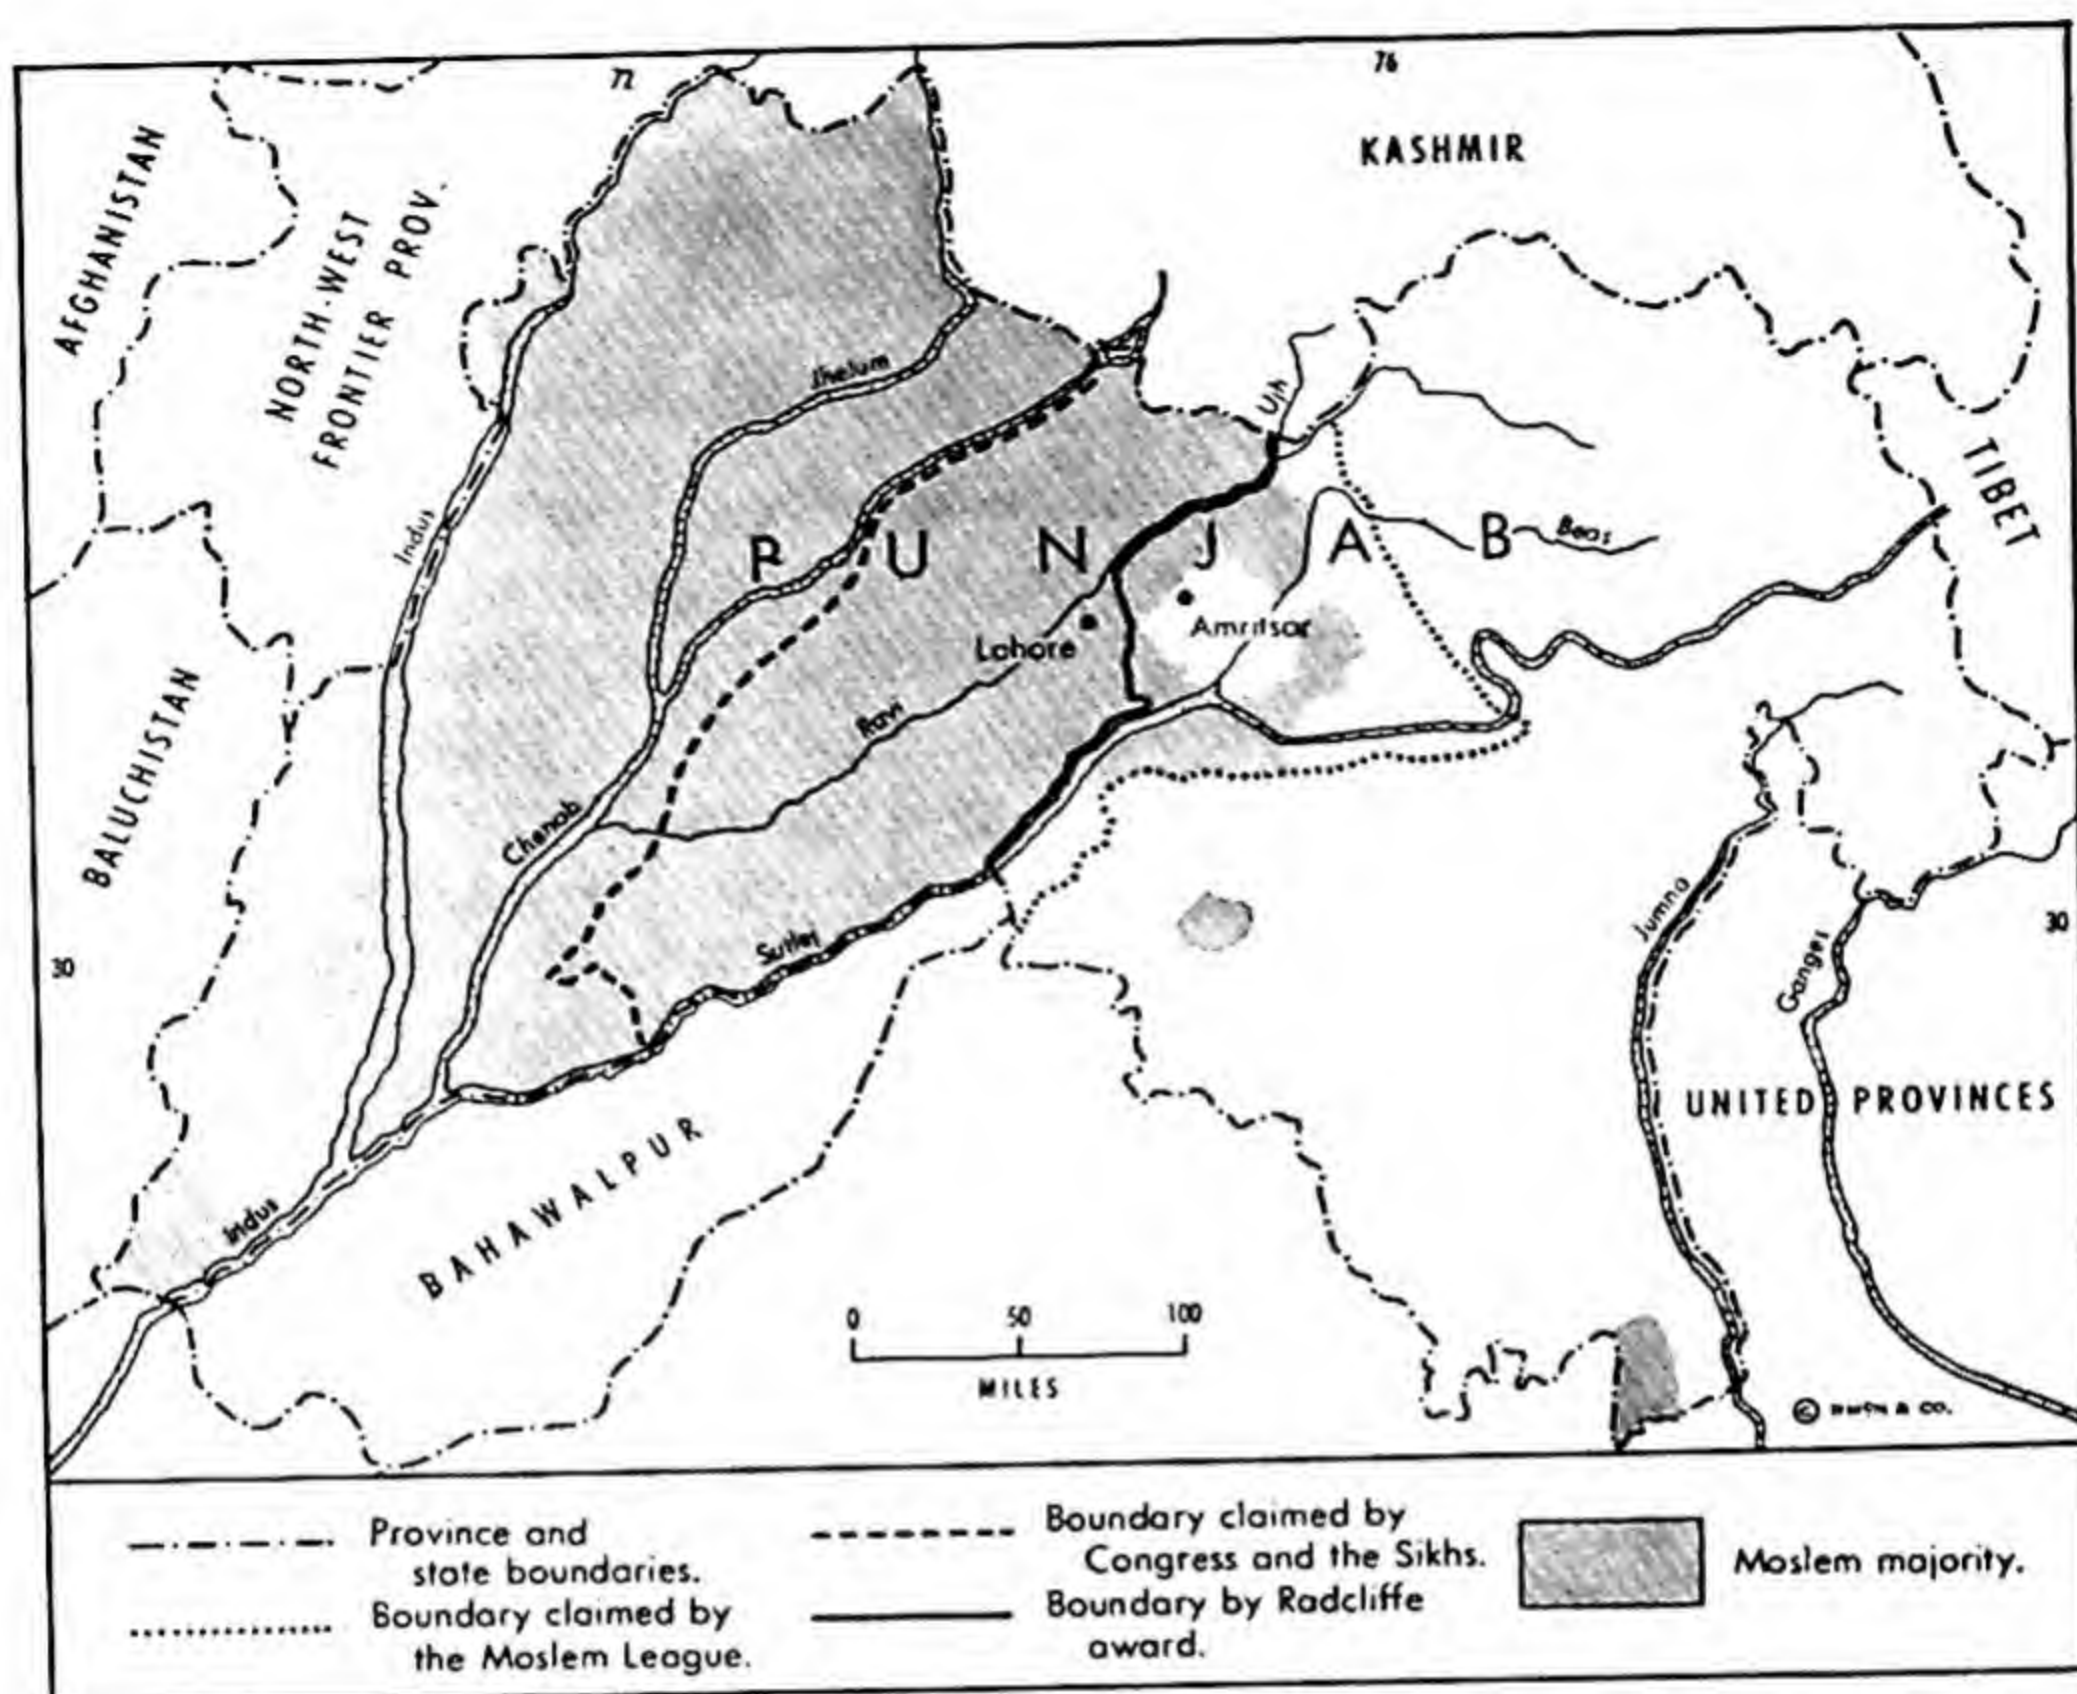 72
76
KASHMIR
AFGHANISTAN
NORTH-WEST
FRONTIER PROV.
Jhelum
Ujh
TIBET
Indus
P U N J A B
Beas
Amritsar
Lahore
BALUCHISTAN
Ravi
Chenab
Jumna
30
30
Sutlej
Ganges
UNITED PROVINCES
BAHAWALPUR
Indus
0 50 100
MILES
© & CO.
Province and
state boundaries.
Boundary claimed by
the Moslem League.
Boundary claimed by
Congress and the Sikhs.
Boundary by Radcliffe
award.
Moslem majority.